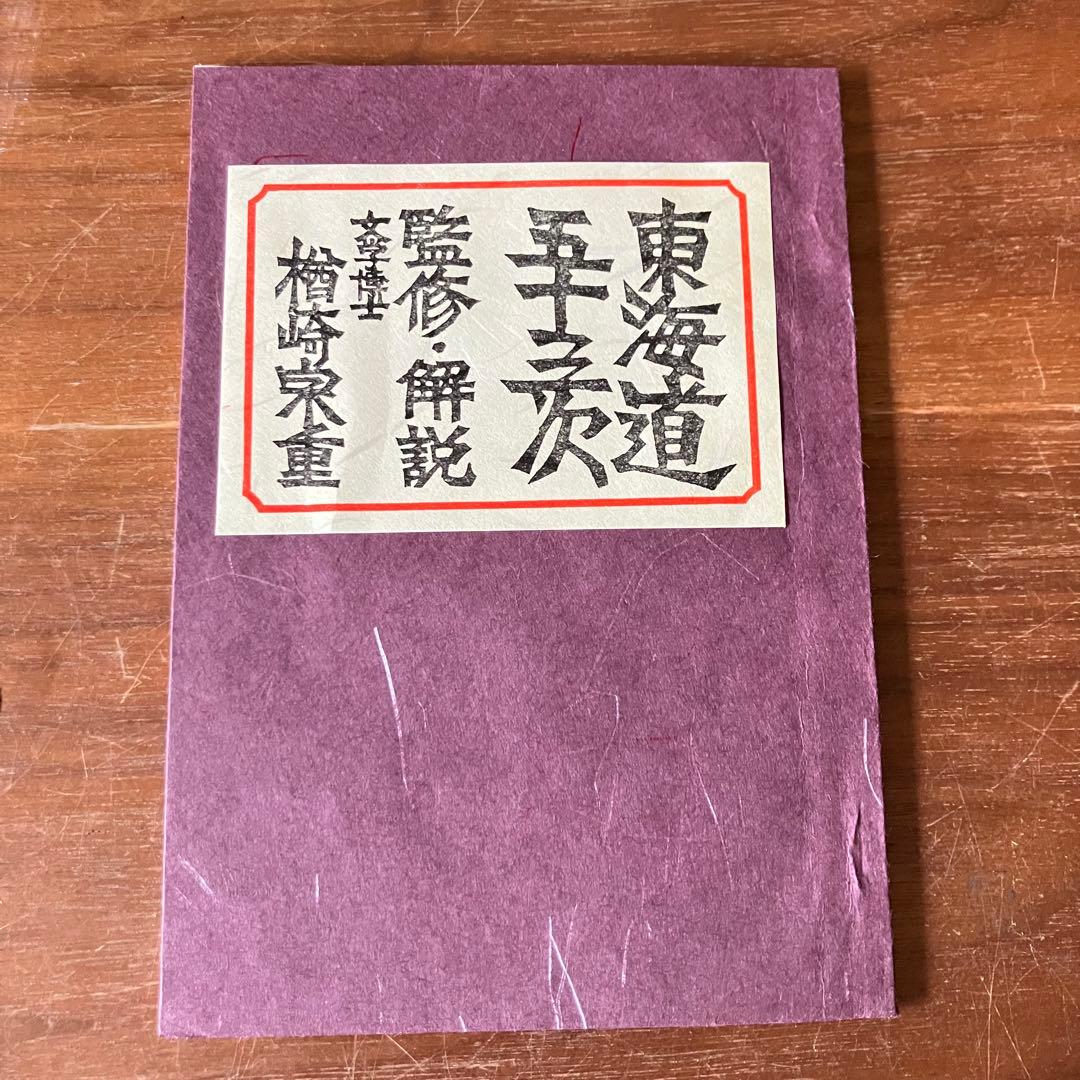 東海道
五十三次
監修・解説
文学博士
楢崎宗重